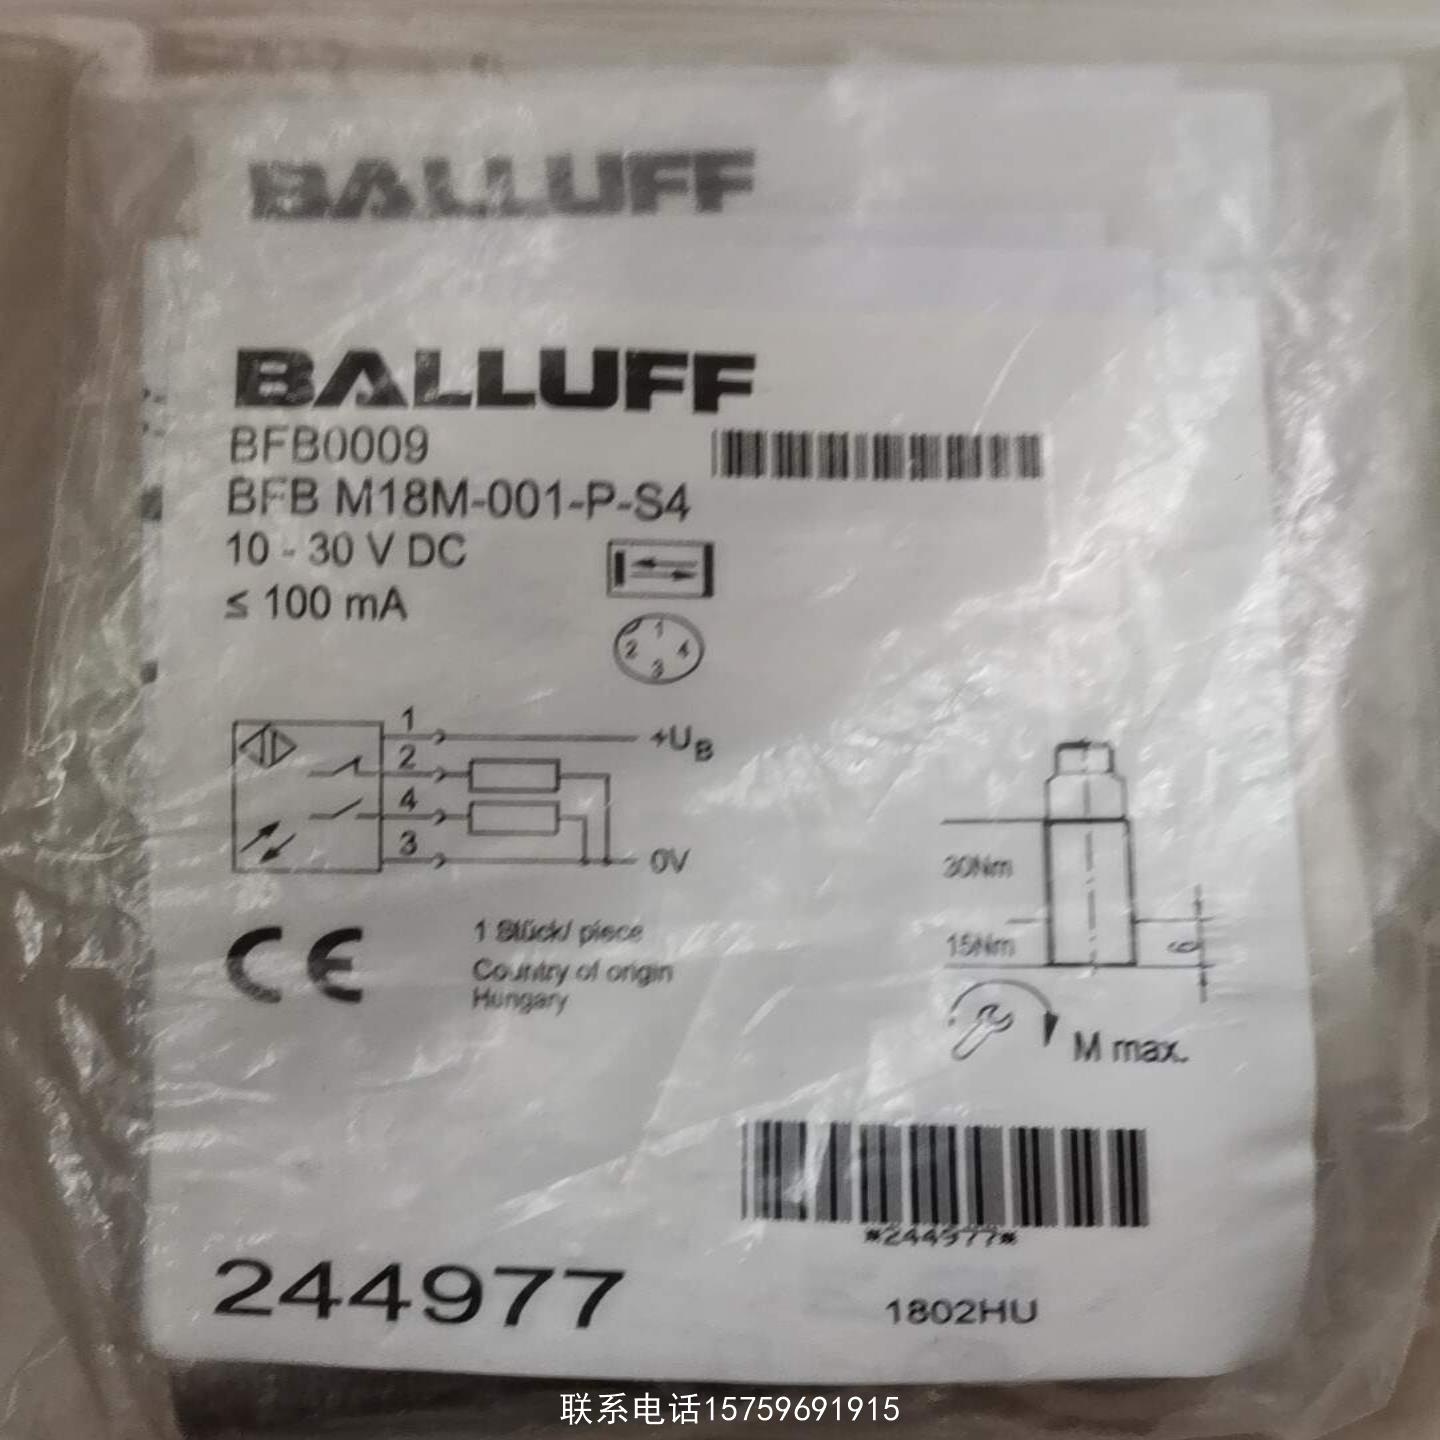 BALLUFF
BALLUFF
BFB0009
BFB M18M-001-P-S4
10 - 30 V DC
≤ 100 mA
1
2 4
3
1
+UB
2
4
3
0V
30Nm
15Nm
6
M max.
CE
1 Stück/ piece
Country of origin
Hungary
*244977*
244977
1802HU
联系电话15759691915